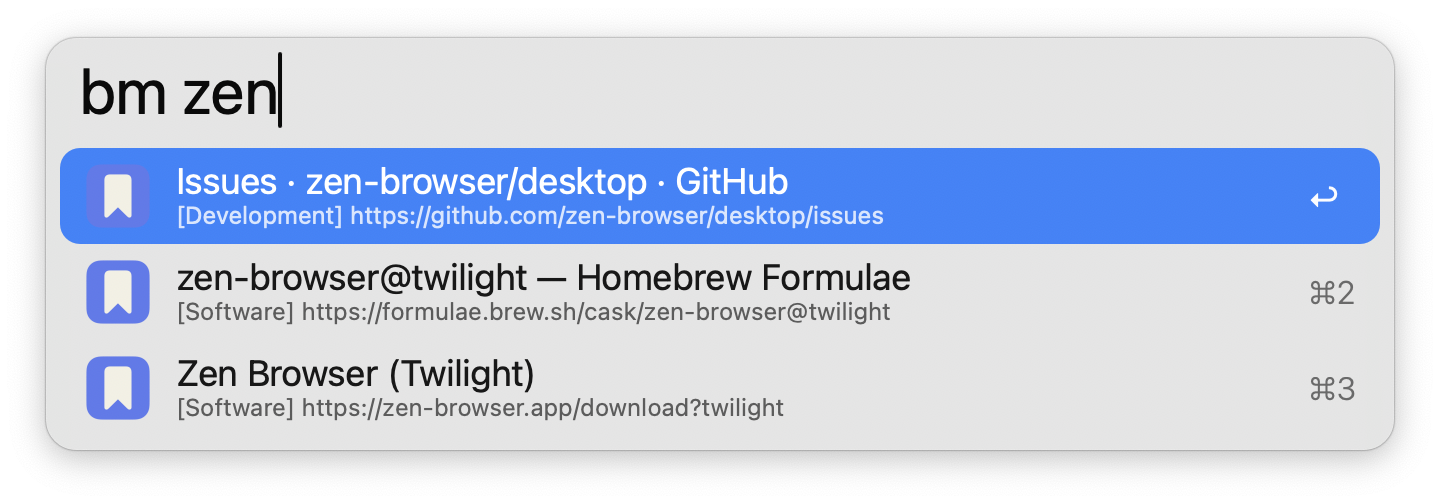 bm zen
Issues · zen-browser/desktop · GitHub
[Development] https://github.com/zen-browser/desktop/issues
zen-browser@twilight — Homebrew Formulae
[Software] https://formulae.brew.sh/cask/zen-browser@twilight
⌘2
Zen Browser (Twilight)
[Software] https://zen-browser.app/download?twilight
⌘3